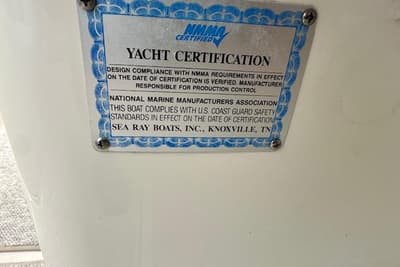 NMMA
CERTIFIED
YACHT CERTIFICATION
DESIGN COMPLIANCE WITH NMMA REQUIREMENTS IN EFFECT
ON THE DATE OF CERTIFICATION IS VERIFIED. MANUFACTURER
RESPONSIBLE FOR PRODUCTION CONTROL
NATIONAL MARINE MANUFACTURERS ASSOCIATION
THIS BOAT COMPLIES WITH U.S. COAST GUARD SAFETY
STANDARDS IN EFFECT ON THE DATE OF CERTIFICATION
SEA RAY BOATS, INC., KNOXVILLE, TN